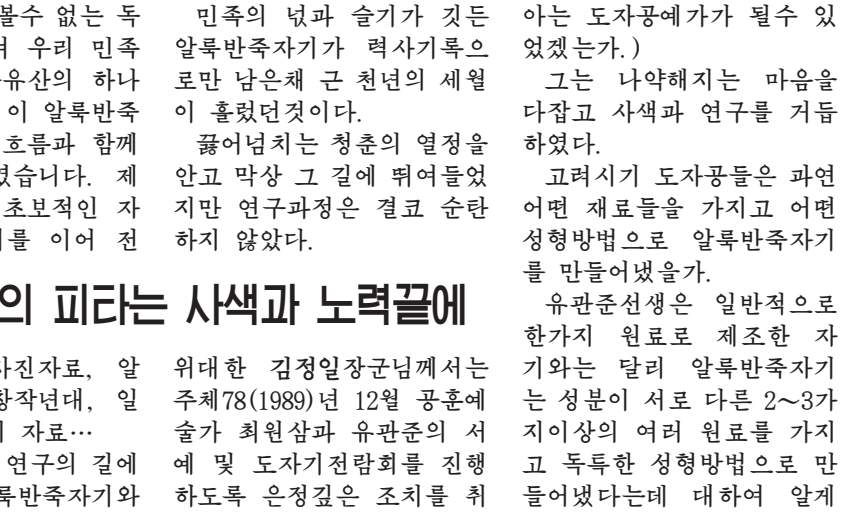 볼수 없는 독
우리 민족
유산의 하나
이 알룩반죽
흐름과 함께
였습니다. 제
초보적인 자
를 이어 전
민족의 넋과 슬기가 깃든
알룩반죽자기가 력사기록으
로만 남은채 근 천년의 세월
이 흘렀던것이다.
끓어넘치는 청춘의 열정을
안고 막상 그 길에 뛰여들었
지만 연구과정은 결코 순탄
하지 않았다.
의 피타는 사색과 노력끝에
사진자료, 알
창작년대, 일
자료…
연구의 길에
룩반죽자기와
위대한 김정일장군님께서는
주체78(1989)년 12월 공훈예
술가 최원삼과 유판준의 서
예 및 도자기전람회를 진행
하도록 은정깊은 조치를 취
아는 도자공예가가 될수 있
었겠는가.)
그는 나약해지는 마음을
다잡고 사색과 연구를 거듭
하였다.
고려시기 도자공들은 과연
어떤 재료들을 가지고 어떤
성형방법으로 알룩반죽자기
를 만들어냈을가.
유판준선생은 일반적으로
한가지 원료로 제조한 자
기와는 달리 알룩반죽자기
는 성분이 서로 다른 2～3가
지이상의 여러 원료를 가지
고 독특한 성형방법으로 만
들어냈다는데 대하여 알게